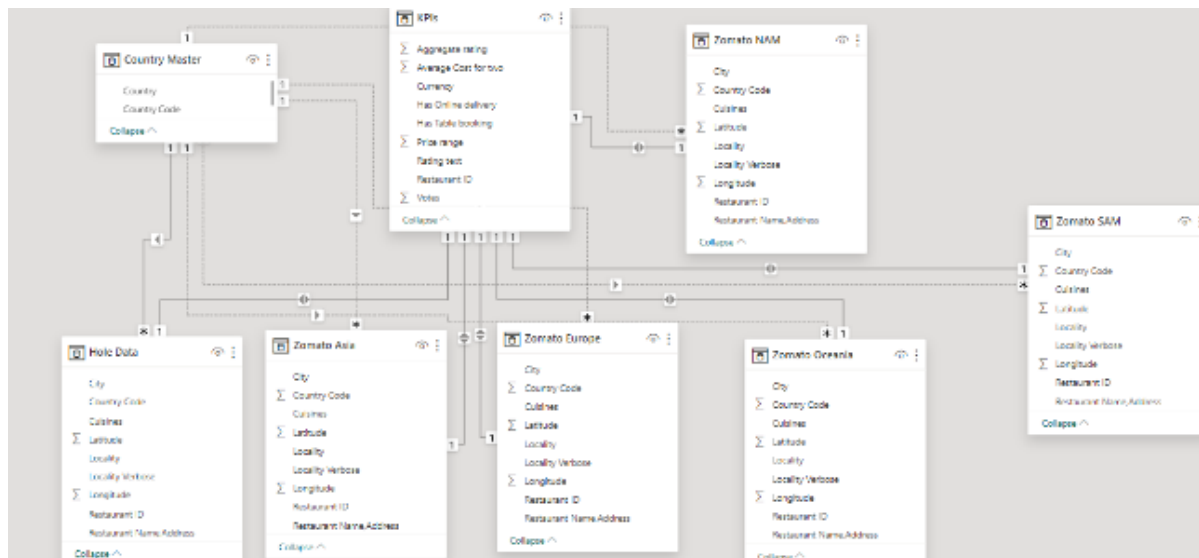 KPIs
Aggregate rating
Average Cost for two
Currency
Has Online delivery
Has Table booking
Price range
Rating text
Restaurant ID
Votes
Collapse
Country Master
Country
Country Code
Collapse
Zomato NAM
City
Country Code
Cuisines
Latitude
Locality
Locality Verbose
Longitude
Restaurant ID
Restaurant Name,Address
Collapse
Zomato SAM
City
Country Code
Cuisines
Latitude
Locality
Locality Verbose
Longitude
Restaurant ID
Restaurant Name,Address
Collapse
Hole Data
City
Country Code
Cuisines
Latitude
Locality
Locality Verbose
Longitude
Restaurant ID
Restaurant Name,Address
Collapse
Zomato Asia
City
Country Code
Cuisines
Latitude
Locality
Locality Verbose
Longitude
Restaurant ID
Restaurant Name,Address
Collapse
Zomato Europe
City
Country Code
Cuisines
Latitude
Locality
Locality Verbose
Longitude
Restaurant ID
Restaurant Name,Address
Collapse
Zomato Oceania
City
Country Code
Cuisines
Latitude
Locality
Locality Verbose
Longitude
Restaurant ID
Restaurant Name,Address
Collapse